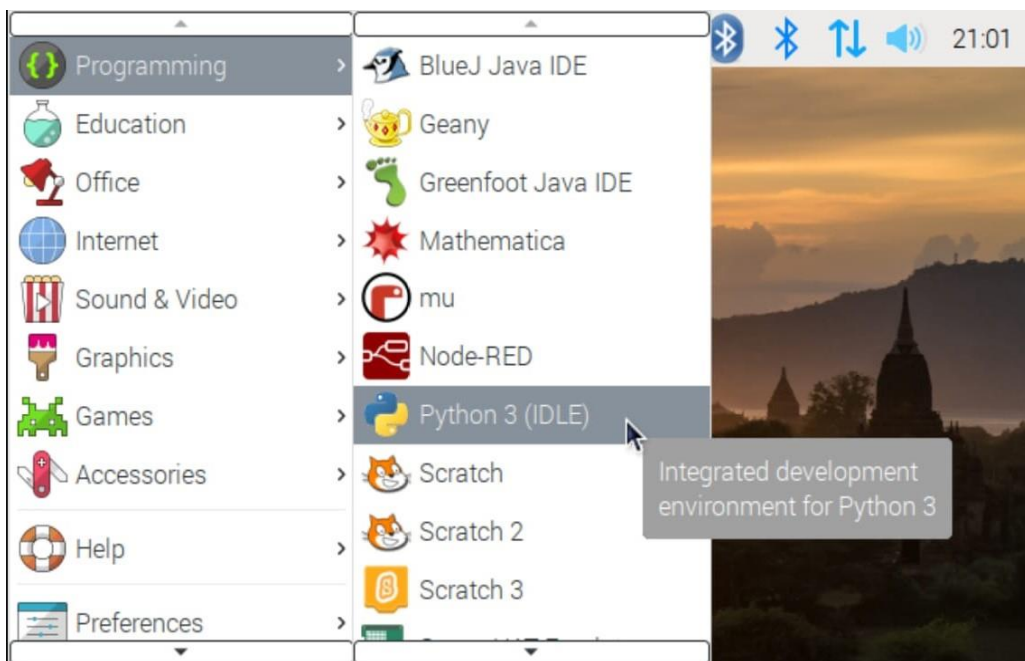 Programming
Education
Office
Internet
Sound & Video
Graphics
Games
Accessories
Help
Preferences
BlueJ Java IDE
Geany
Greenfoot Java IDE
Mathematica
mu
Node-RED
Python 3 (IDLE)
Scratch
Scratch 2
Scratch 3
21:01
Integrated development
environment for Python 3